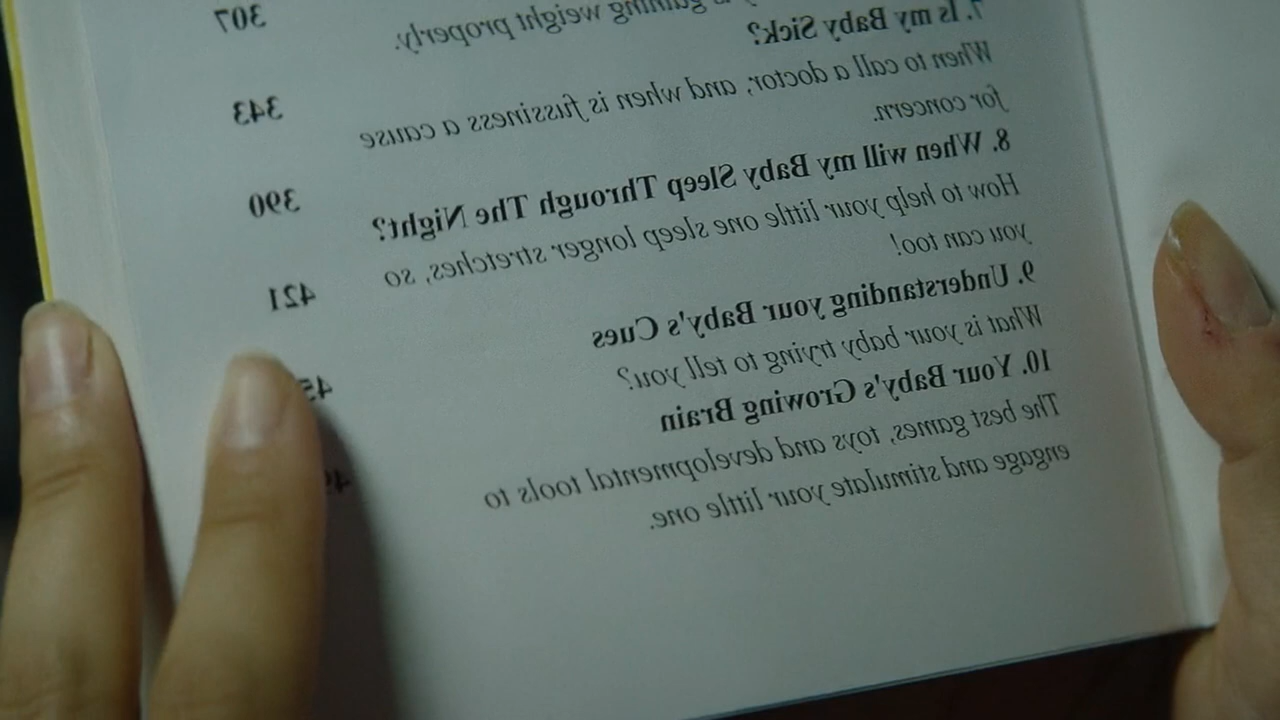 gaining weight properly.
307
7. Is my Baby Sick?
When to call a doctor, and when is fussiness a cause
343
for concern.
8. When will my Baby Sleep Through The Night?
390
How to help your little one sleep longer stretches, so
you can too!
9. Understanding your Baby's Cues
421
What is your baby trying to tell you?
10. Your Baby's Growing Brain
The best games, toys and developmental tools to
engage and stimulate your little one.